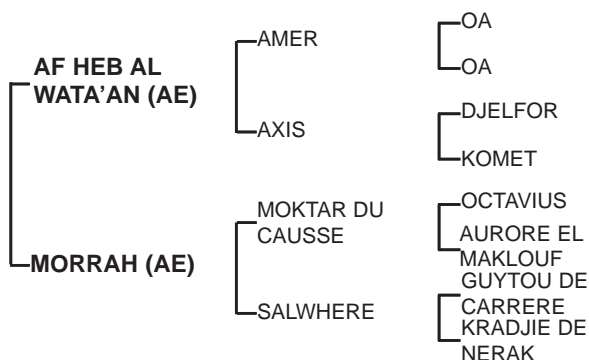 AF HEB AL
WATA’AN (AE)
MORRAH (AE)
AMER
AXIS
MOKTAR DU
CAUSSE
SALWHERE
OA
OA
DJELFOR
KOMET
OCTAVIUS
AURORE EL
MAKLOUF
GUYTOU DE
CARRERE
KRADJIE DE
NERAK